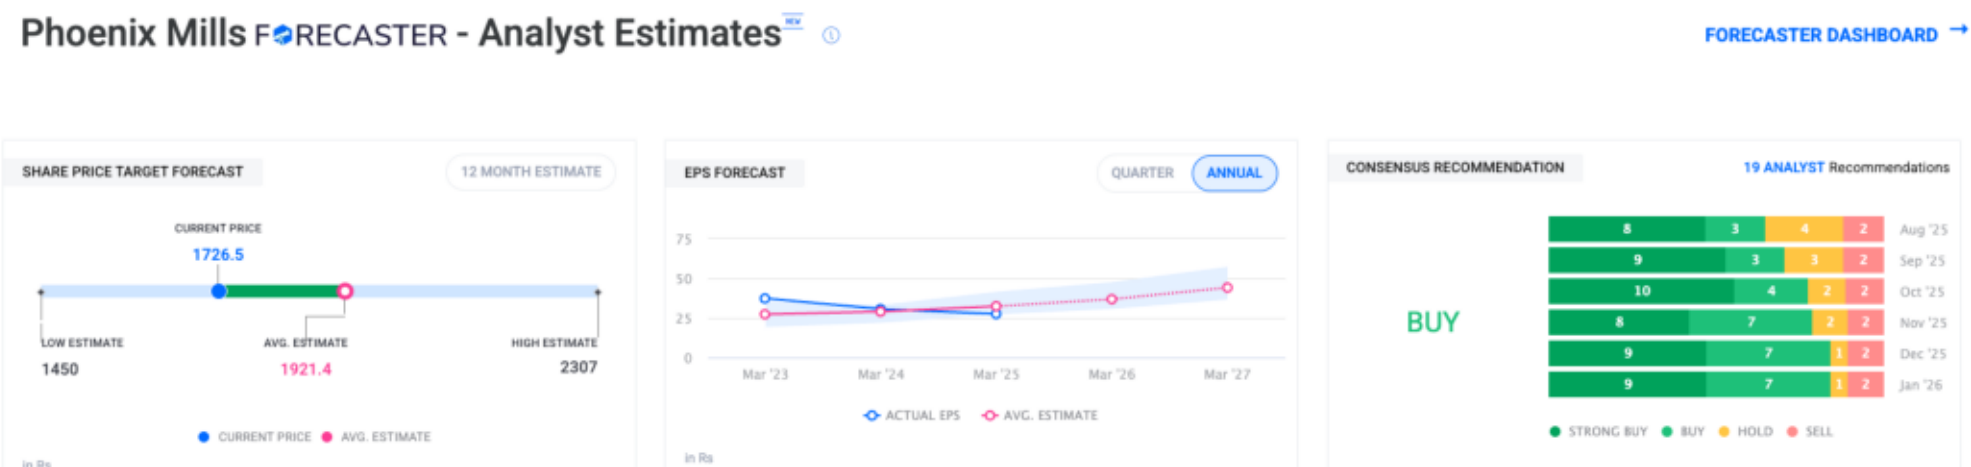 Phoenix Mills FORECASTER - Analyst Estimates NEW
FORECASTER DASHBOARD →
SHARE PRICE TARGET FORECAST
12 MONTH ESTIMATE
CURRENT PRICE
1726.5
LOW ESTIMATE
1450
AVG. ESTIMATE
1921.4
HIGH ESTIMATE
2307
CURRENT PRICE
AVG. ESTIMATE
in Rs
EPS FORECAST
QUARTER
ANNUAL
75
50
25
0
Mar '23
Mar '24
Mar '25
Mar '26
Mar '27
ACTUAL EPS
AVG. ESTIMATE
in Rs
CONSENSUS RECOMMENDATION
19 ANALYST Recommendations
BUY
8 3 4 2 Aug '25
9 3 3 2 Sep '25
10 4 2 2 Oct '25
8 7 2 2 Nov '25
9 7 1 2 Dec '25
9 7 1 2 Jan '26
STRONG BUY
BUY
HOLD
SELL